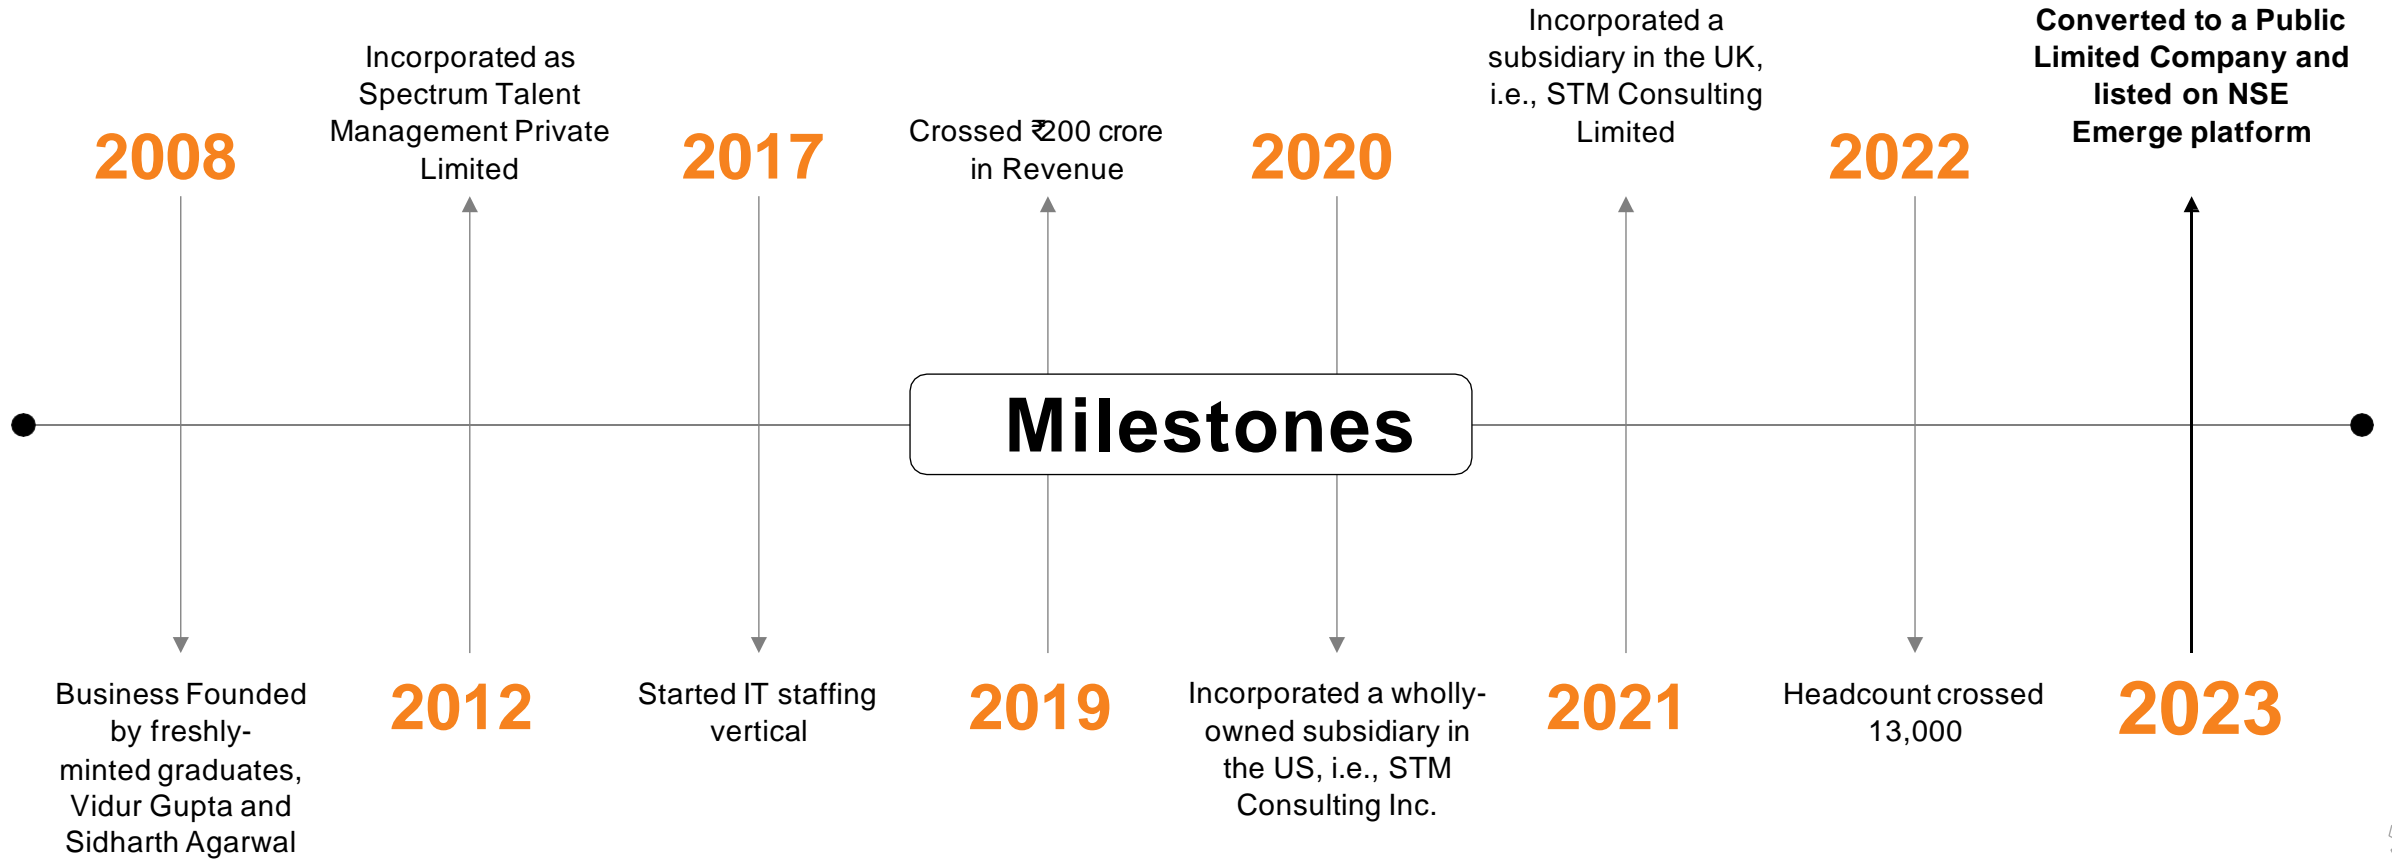 2008
Business Founded
by freshly-
minted graduates,
Vidur Gupta and
Sidharth Agarwal
Incorporated as
Spectrum Talent
Management Private
Limited
2012
2017
Started IT staffing
vertical
Crossed ₹200 crore
in Revenue
2019
2020
Incorporated a wholly-
owned subsidiary in
the US, i.e., STM
Consulting Inc.
Incorporated a
subsidiary in the UK,
i.e., STM Consulting
Limited
2021
2022
Headcount crossed
13,000
Converted to a Public
Limited Company and
listed on NSE
Emerge platform
2023
Milestones